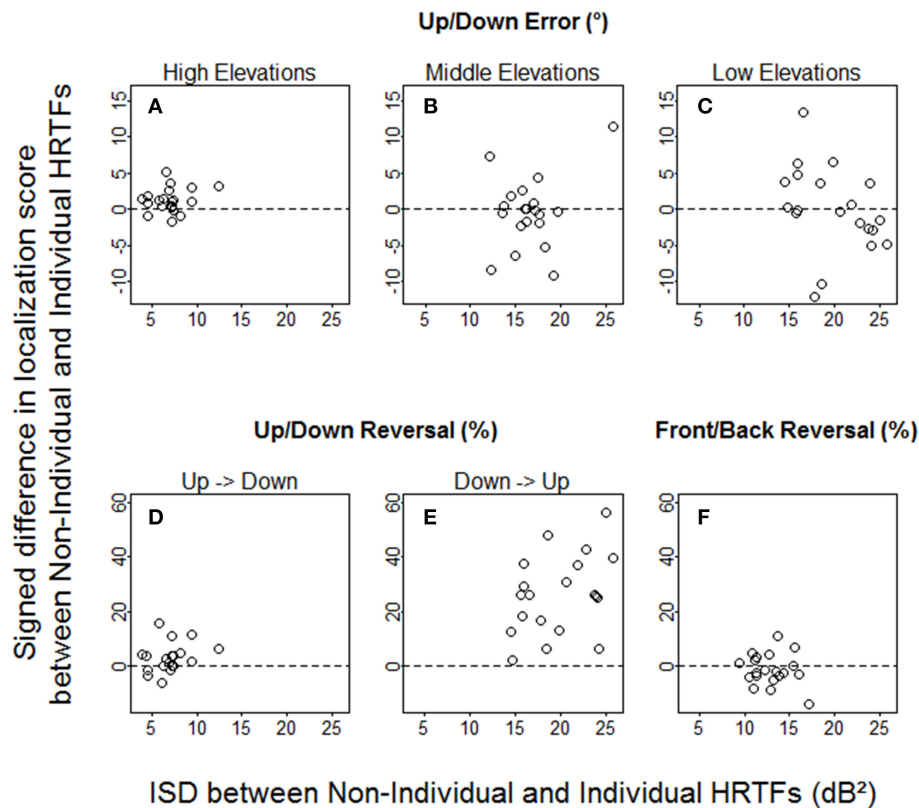 Up/Down Error (°)
High Elevations
Middle Elevations
Low Elevations
A
B
C
15
10
5
0
-5
-10
15
10
5
0
-5
-10
15
10
5
0
-5
-10
5 10 15 20 25
5 10 15 20 25
5 10 15 20 25
Signed difference in localization score
between Non-Individual and Individual HRTFs
Up/Down Reversal (%)
Front/Back Reversal (%)
Up -> Down
Down -> Up
D
E
F
60
40
20
0
60
40
20
0
60
40
20
0
5 10 15 20 25
5 10 15 20 25
5 10 15 20 25
ISD between Non-Individual and Individual HRTFs (dB²)